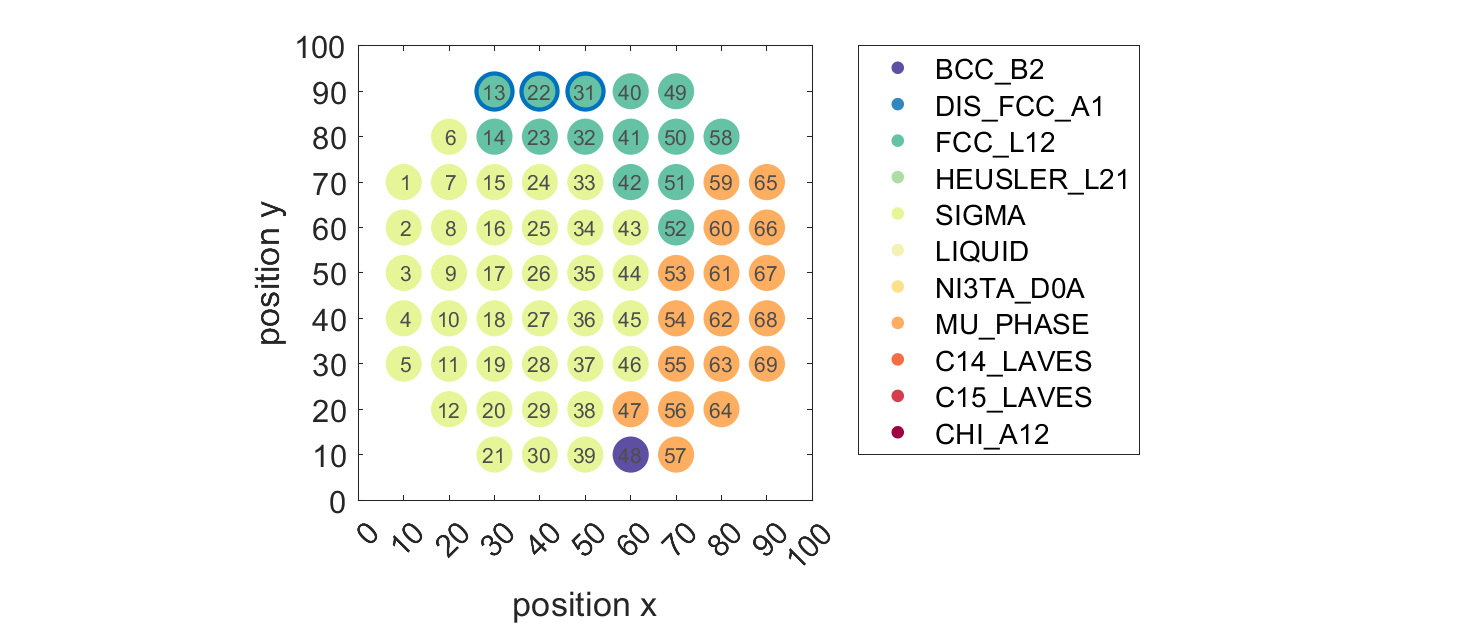 100
90
80
70
60
50
40
30
20
10
0
position y
13 22 31 40 49
6 14 23 32 41 50 58
1 7 15 24 33 42 51 59 65
2 8 16 25 34 43 52 60 66
3 9 17 26 35 44 53 61 67
4 10 18 27 36 45 54 62 68
5 11 19 28 37 46 55 63 69
12 20 29 38 47 56 64
21 30 39 48 57
0 10 20 30 40 50 60 70 80 90 100
position x
BCC_B2
DIS_FCC_A1
FCC_L12
HEUSLER_L21
SIGMA
LIQUID
NI3TA_D0A
MU_PHASE
C14_LAVES
C15_LAVES
CHI_A12